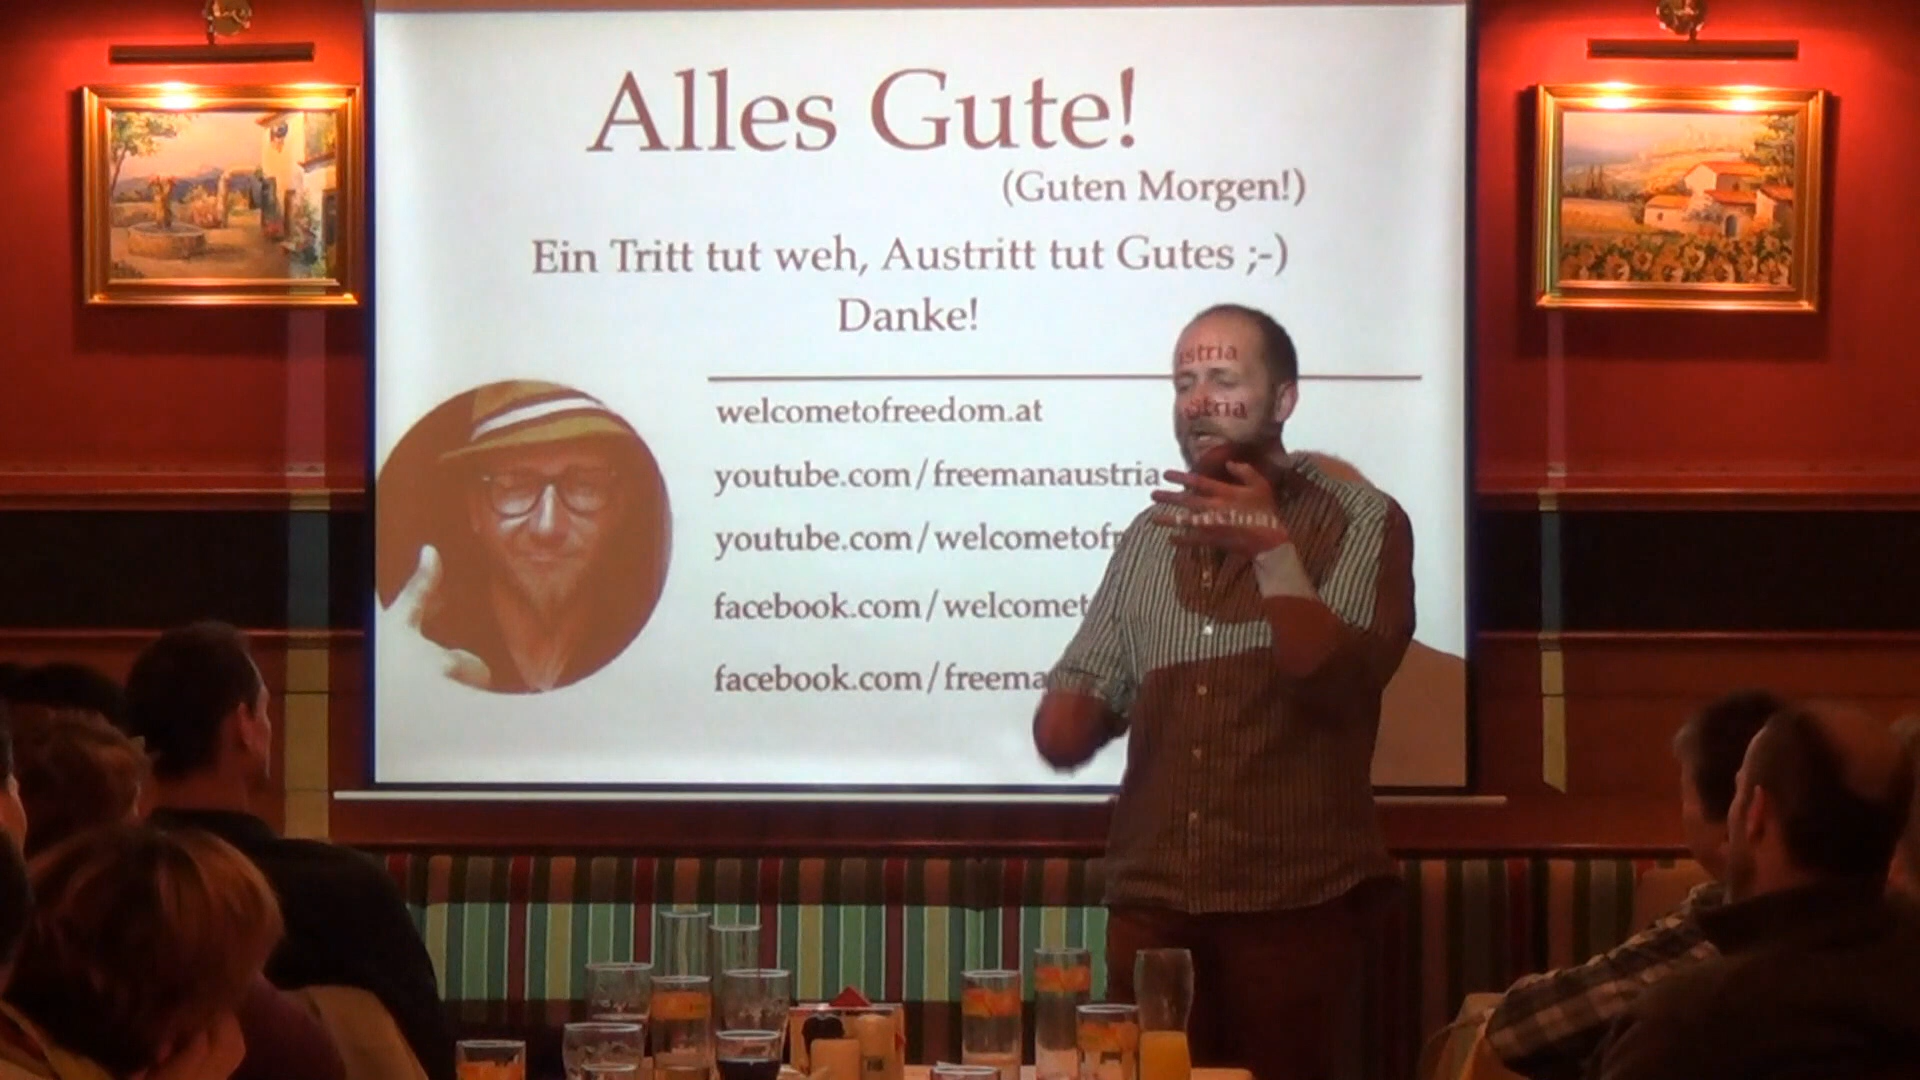 Alles Gute!
(Guten Morgen!)
Ein Tritt tut weh, Austritt tut Gutes ;-)
Danke!
welcometofreedom.at
youtube.com/freemanaustria
youtube.com/welcometofr
facebook.com/welcomet
facebook.com/freema